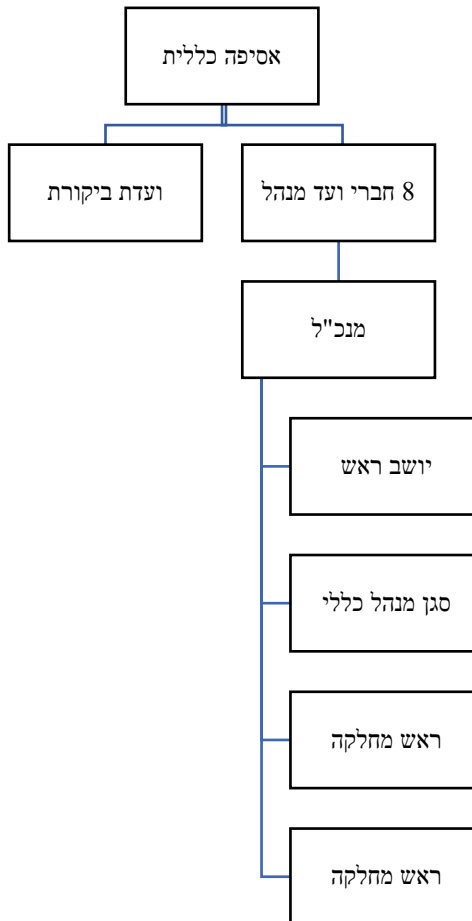 אסיפה כללית
8 חברי ועד מנהל
ועדת ביקורת
מנכ"ל
יושב ראש
סגן מנהל כללי
ראש מחלקה
ראש מחלקה